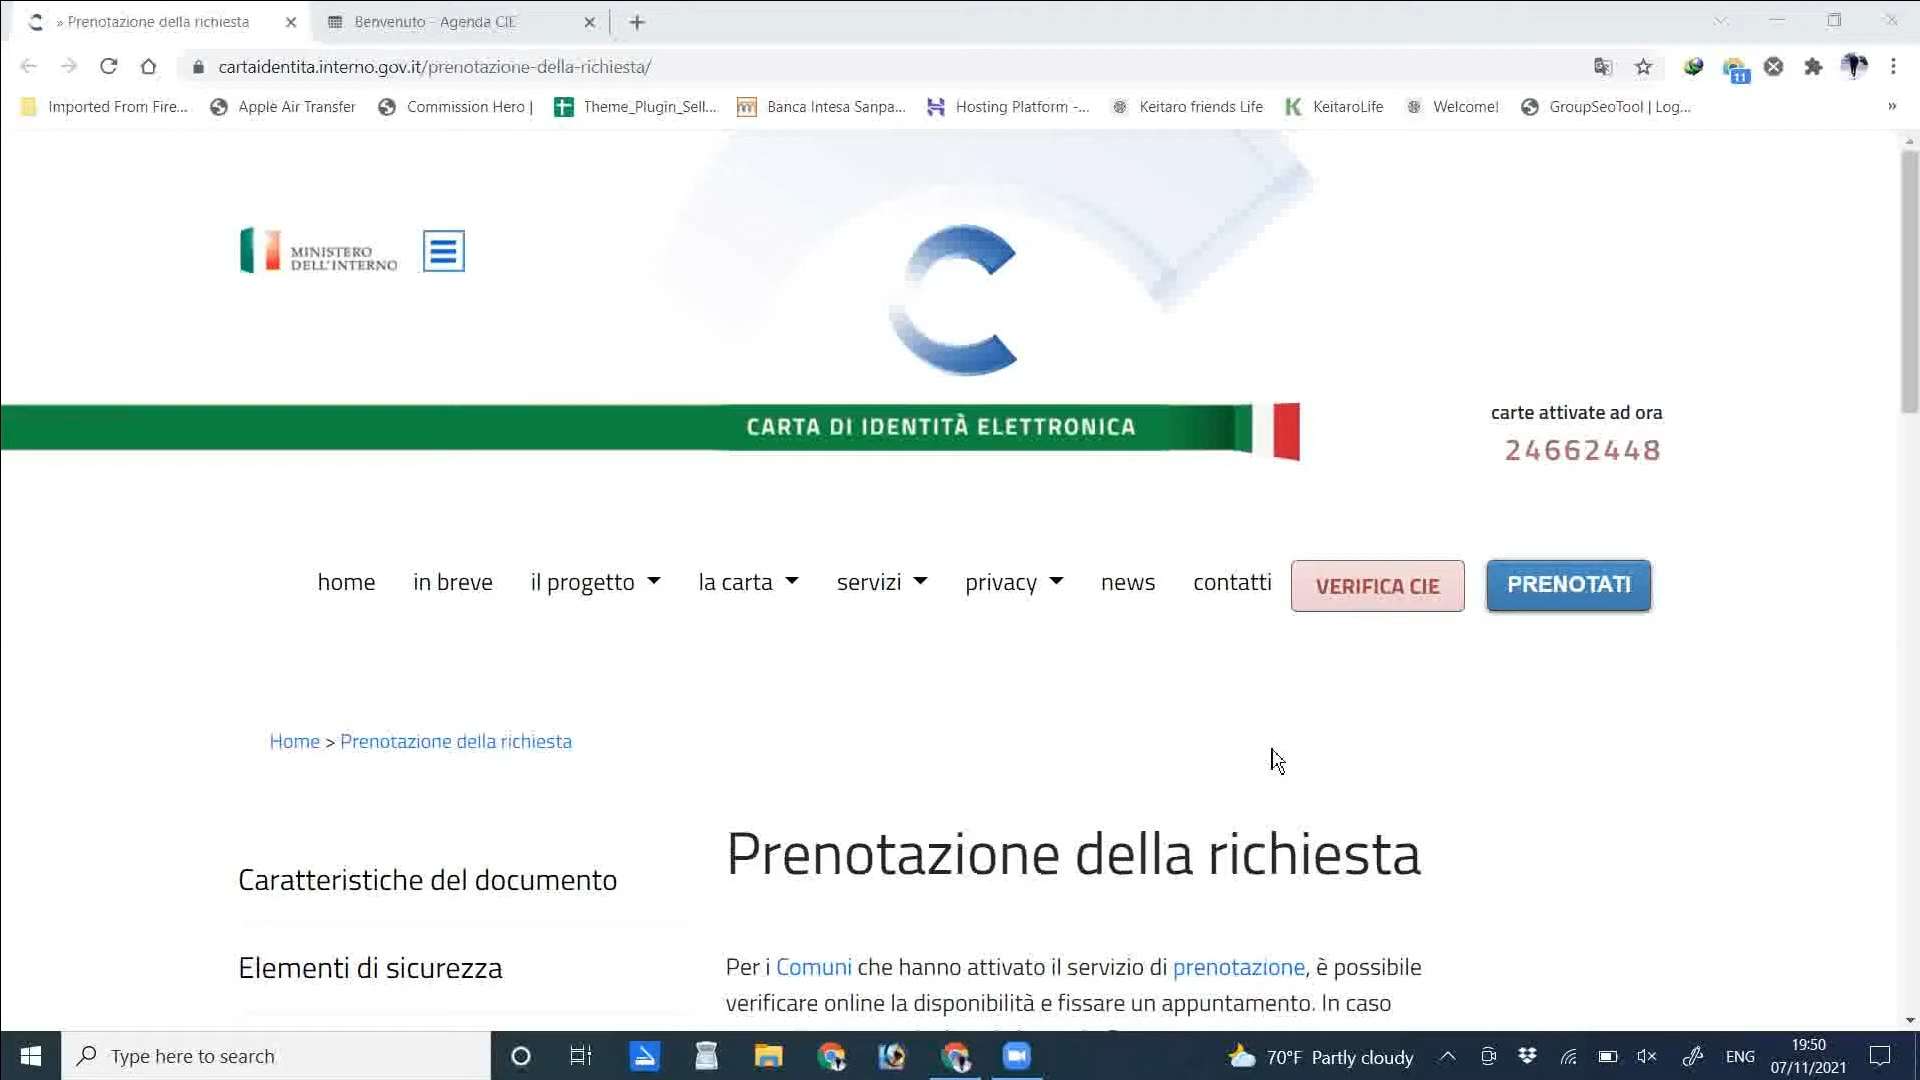 » Prenotazione della richiesta
Benvenuto - Agenda CIE
cartaidentita.interno.gov.it/prenotazione-della-richiesta/
11
Imported From Fire...
Apple Air Transfer
Commission Hero |
Theme_Plugin_Sell...
Banca Intesa Sanpa...
Hosting Platform -...
Keitaro friends Life
KeitaroLife
Welcome!
GroupSeoTool | Log...
»
MINISTERO
DELL'INTERNO
CARTA DI IDENTITÀ ELETTRONICA
carte attivate ad ora
24662448
home
in breve
il progetto
la carta
servizi
privacy
news
contatti
VERIFICA CIE
PRENOTATI
Home > Prenotazione della richiesta
Caratteristiche del documento
Elementi di sicurezza
Prenotazione della richiesta
Per i Comuni che hanno attivato il servizio di prenotazione, è possibile
verificare online la disponibilità e fissare un appuntamento. In caso
Type here to search
70°F Partly cloudy
ENG
19:50
07/11/2021